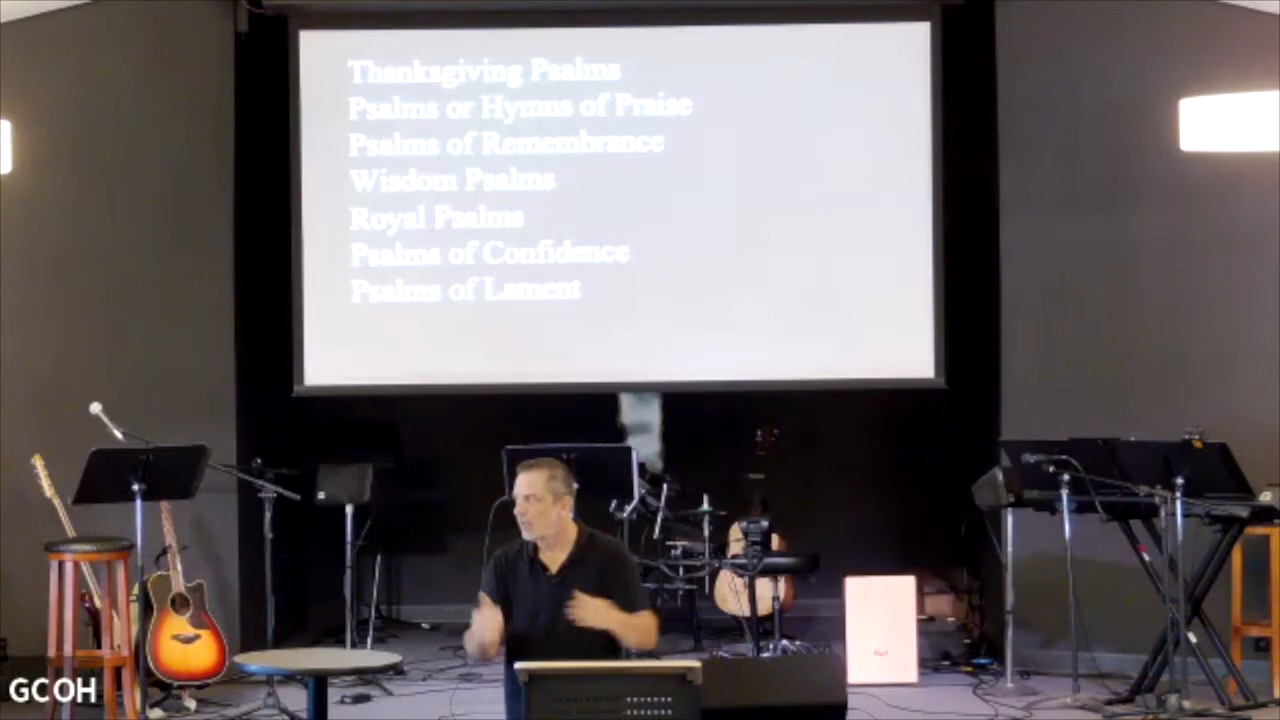 Thanksgiving Psalms
Psalms or Hymns of Praise
Psalms of Remembrance
Wisdom Psalms
Royal Psalms
Psalms of Confidence
Psalms of Lament
GCOH